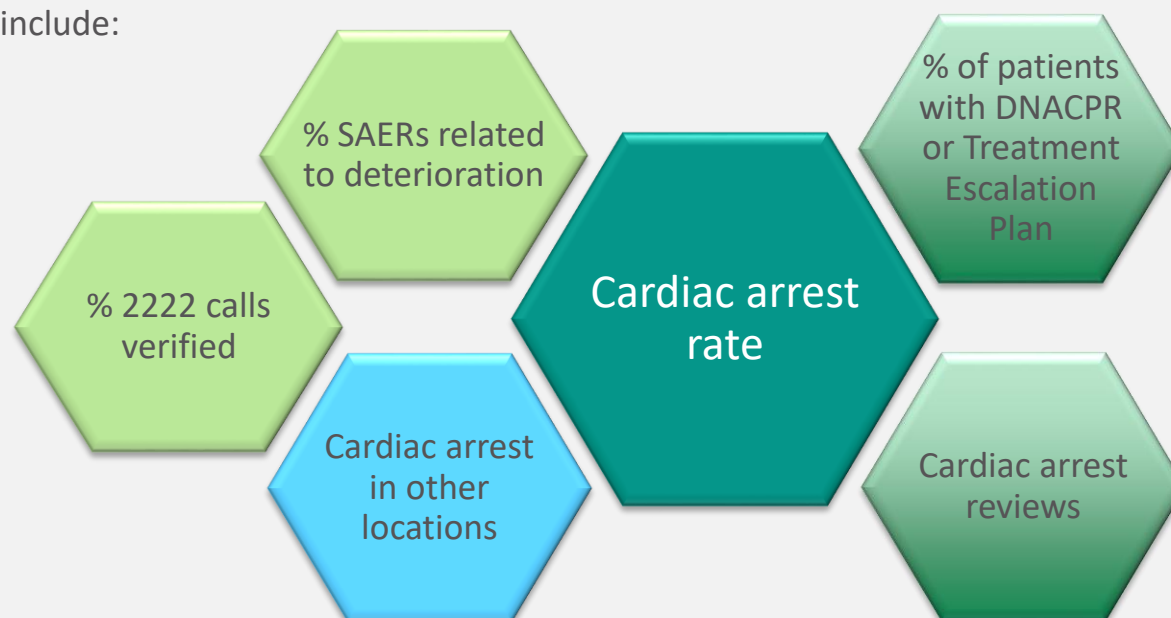 include:
% SAERs related
to deterioration
% of patients
with DNACPR
or Treatment
Escalation
Plan
% 2222 calls
verified
Cardiac arrest
rate
Cardiac arrest
in other
locations
Cardiac arrest
reviews